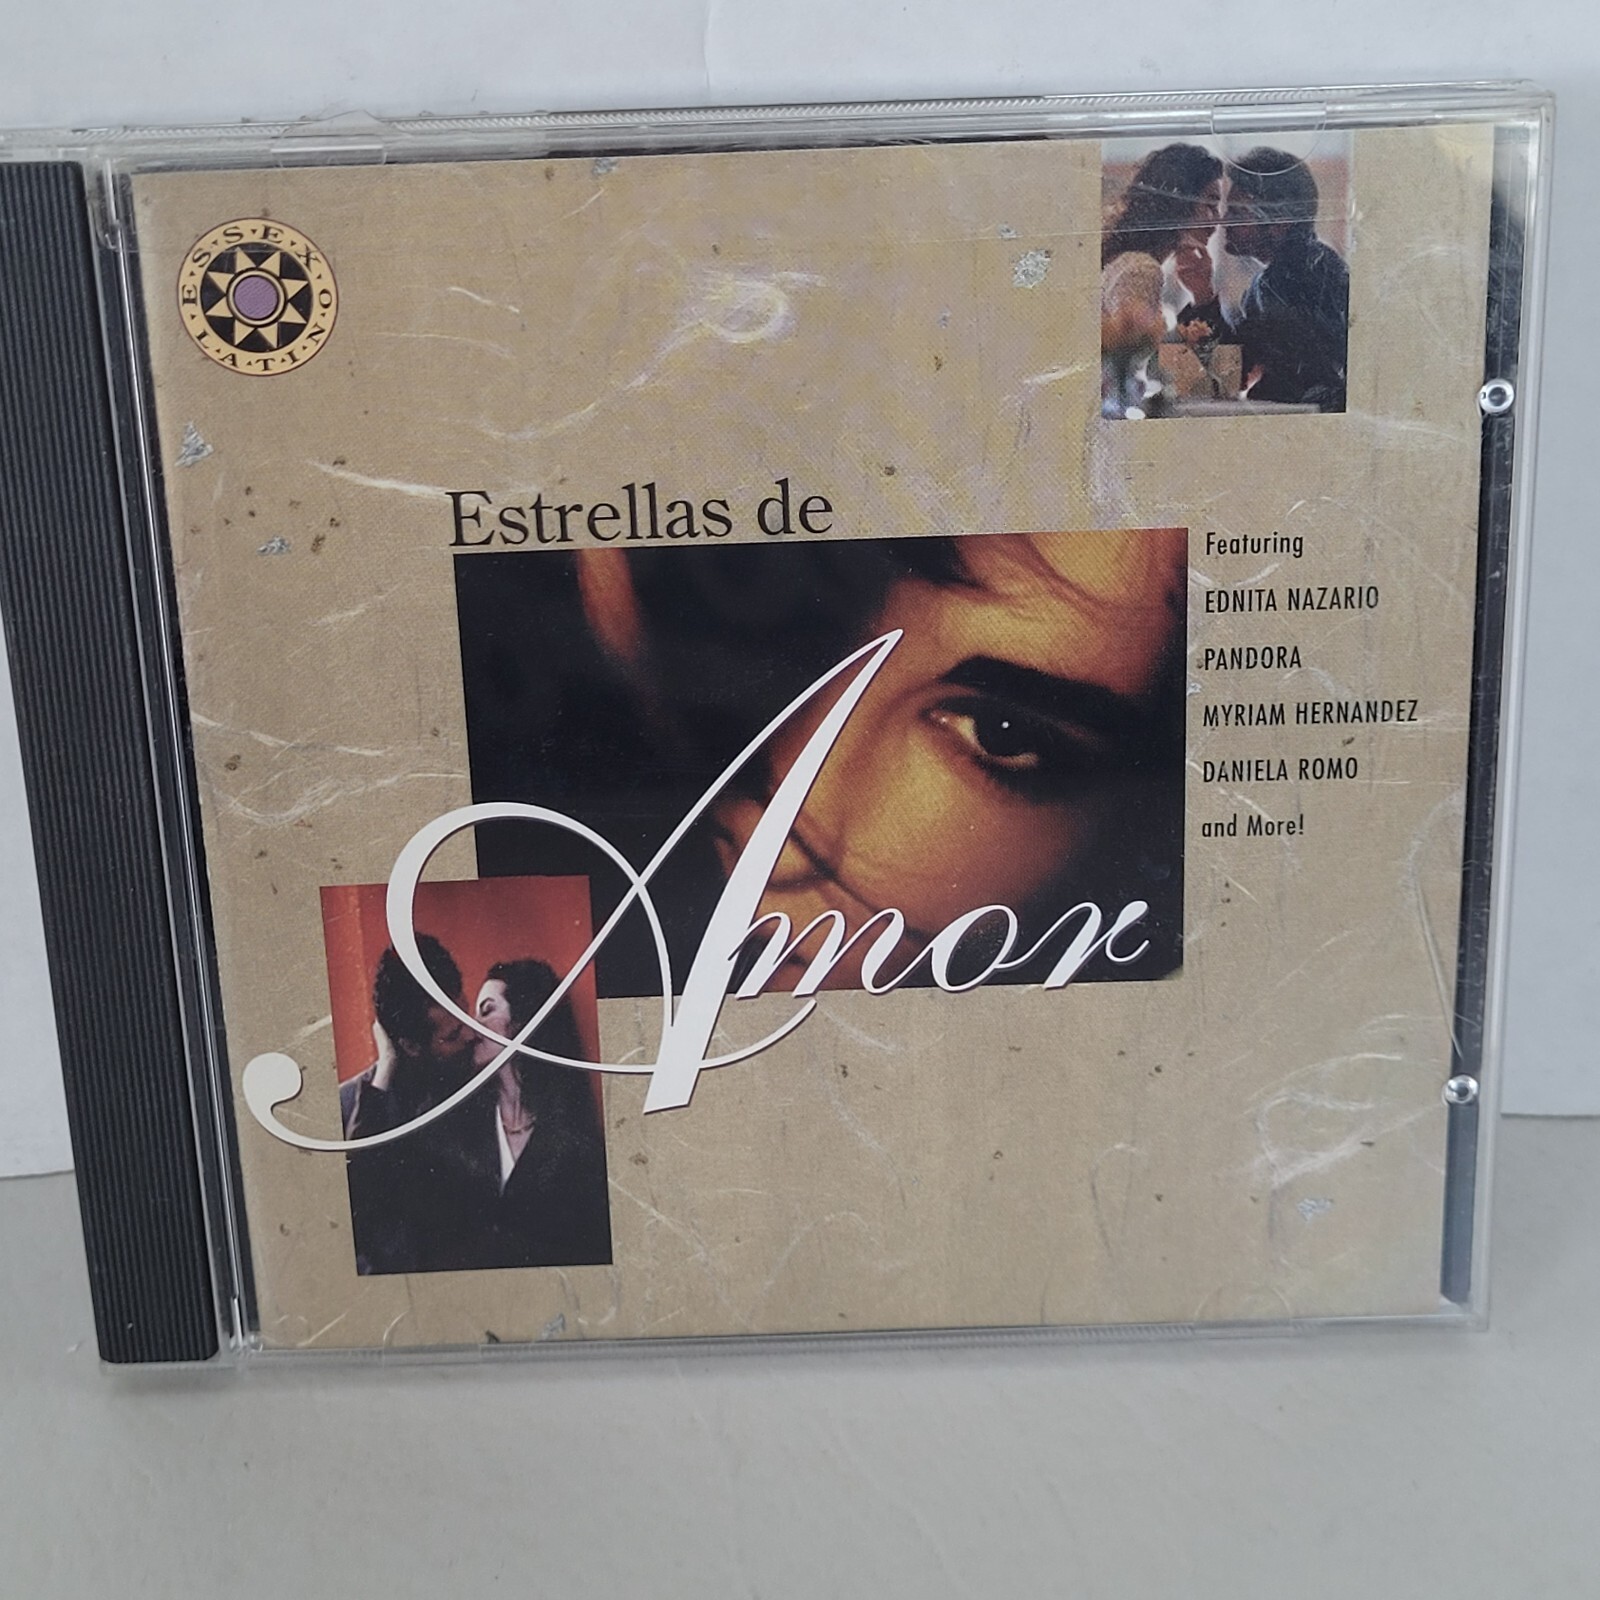 ESSEX LATINO
Estrellas de
Amor
Featuring
EDNITA NAZARIO
PANDORA
MYRIAM HERNANDEZ
DANIELA ROMO
and More!